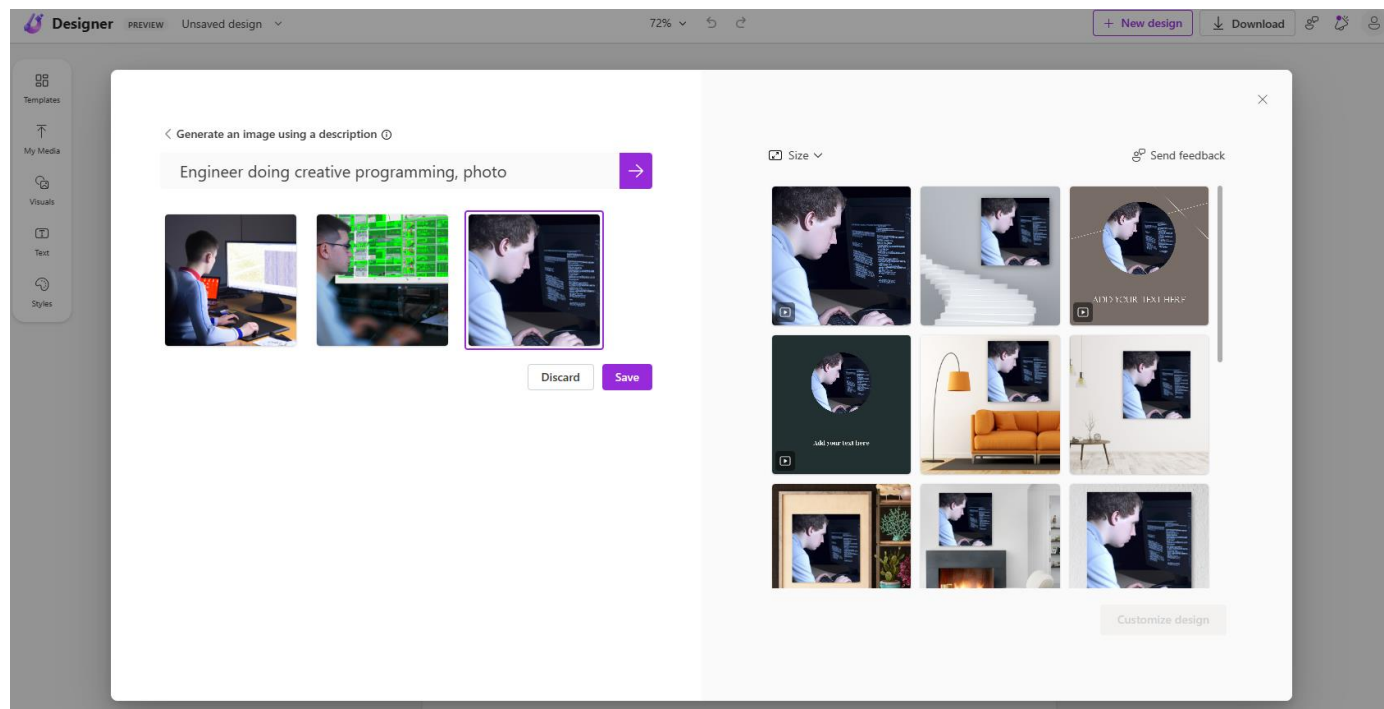 Designer PREVIEW Unsaved design 72% + New design Download
Templates
My Media
Visuals
Text
Styles
Generate an image using a description
Engineer doing creative programming, photo
Discard Save
Size Send feedback
ADD YOUR TEXT HERE
Add your text here
Customize design